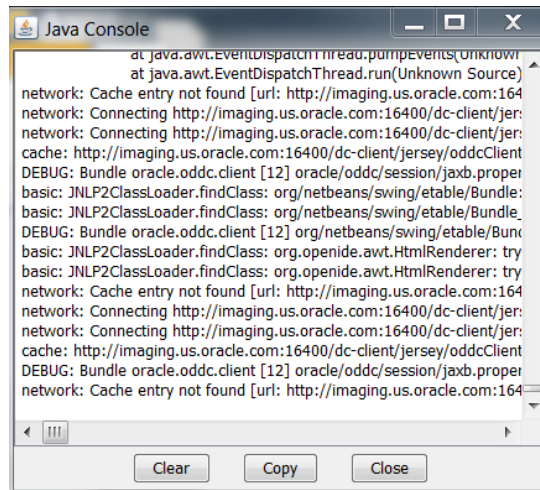 Java Console
at java.awt.EventDispatchThread.pumpEvents(Unknown
at java.awt.EventDispatchThread.run(Unknown Source)
network: Cache entry not found [url: http://imaging.us.oracle.com:164
network: Connecting http://imaging.us.oracle.com:16400/dc-client/jer
network: Connecting http://imaging.us.oracle.com:16400/dc-client/jer
cache: http://imaging.us.oracle.com:16400/dc-client/jersey/oddcClient
DEBUG: Bundle oracle.oddc.client [12] oracle/oddc/session/jaxb.proper
basic: JNLP2ClassLoader.findClass: org/netbeans/swing/etable/Bundle:
basic: JNLP2ClassLoader.findClass: org/netbeans/swing/etable/Bundle_
DEBUG: Bundle oracle.oddc.client [12] org/netbeans/swing/etable/Bund
basic: JNLP2ClassLoader.findClass: org.openide.awt.HtmlRenderer: try
basic: JNLP2ClassLoader.findClass: org.openide.awt.HtmlRenderer: try
network: Cache entry not found [url: http://imaging.us.oracle.com:164
network: Connecting http://imaging.us.oracle.com:16400/dc-client/jer
network: Connecting http://imaging.us.oracle.com:16400/dc-client/jer
cache: http://imaging.us.oracle.com:16400/dc-client/jersey/oddcClient
DEBUG: Bundle oracle.oddc.client [12] oracle/oddc/session/jaxb.proper
network: Cache entry not found [url: http://imaging.us.oracle.com:164
Clear Copy Close